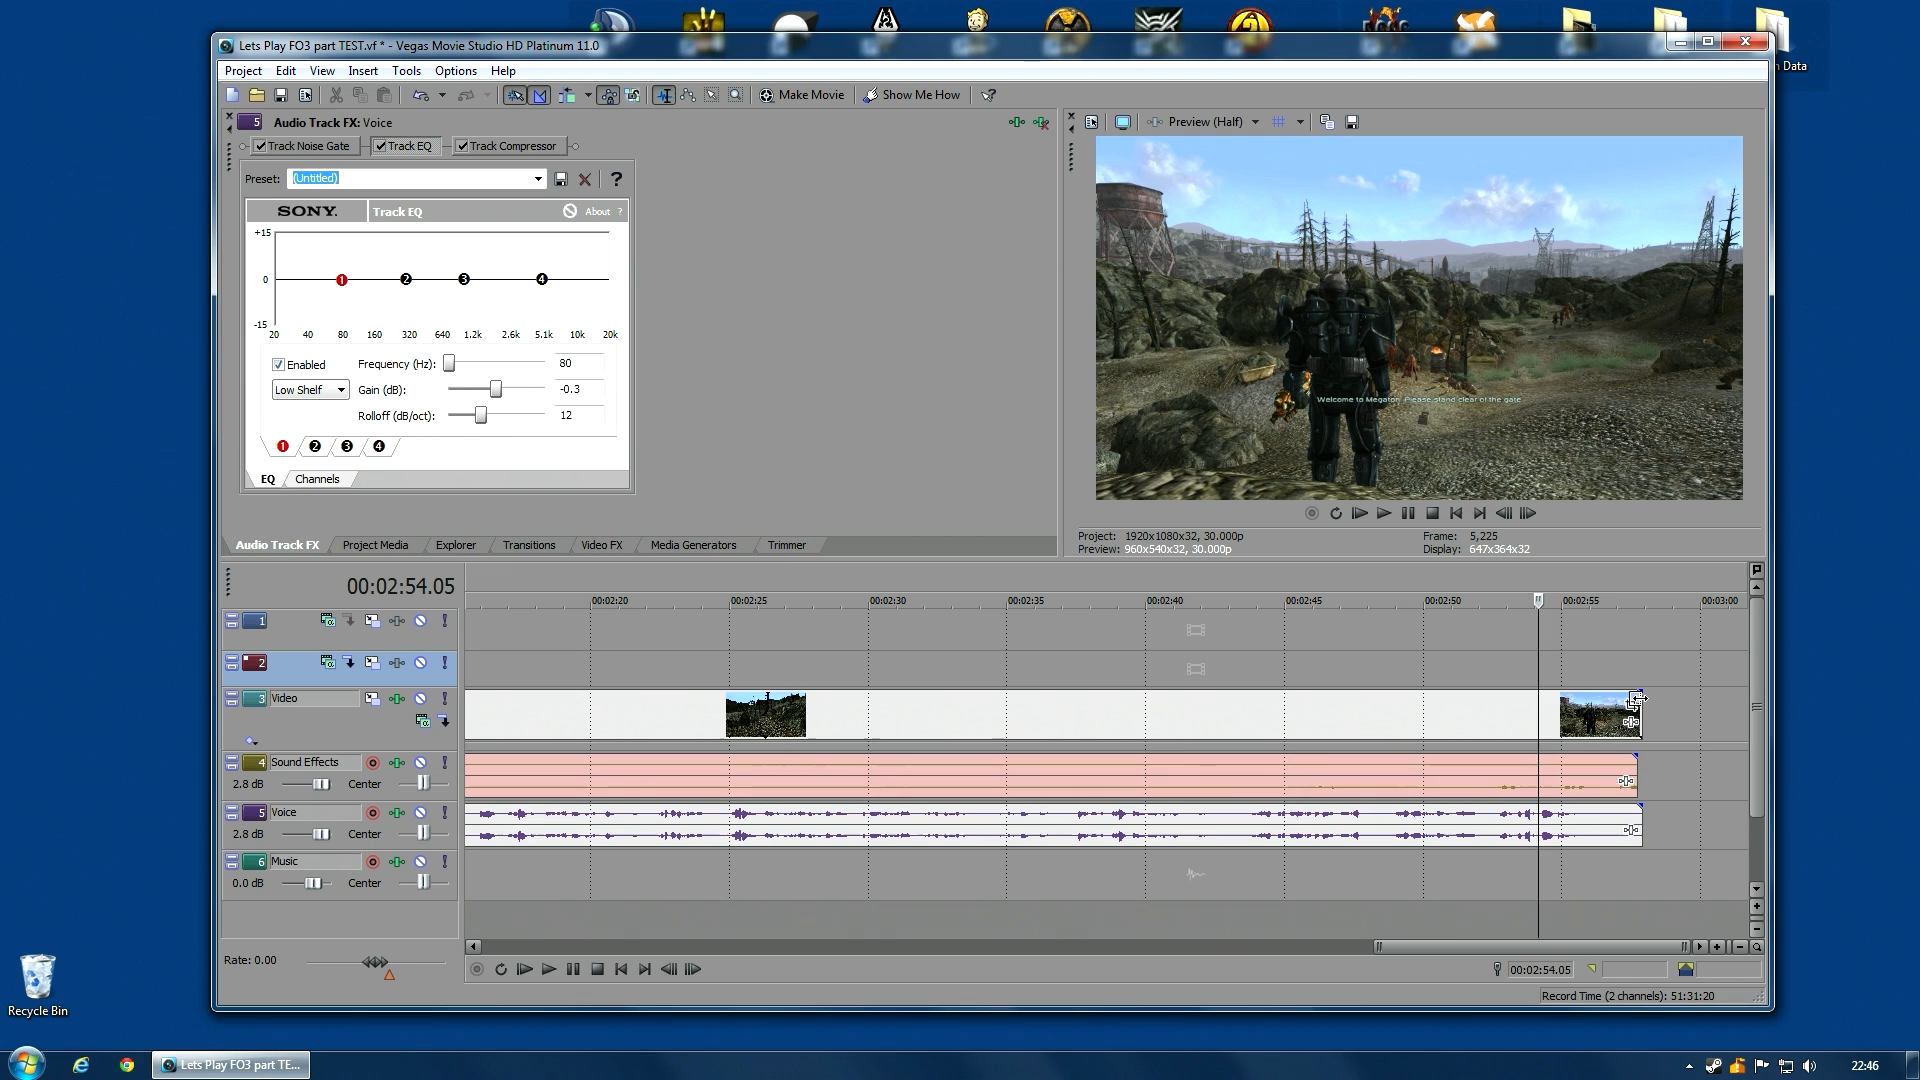 n Data
Lets Play FO3 part TEST.vf * - Vegas Movie Studio HD Platinum 11.0
Project Edit View Insert Tools Options Help
Make Movie Show Me How
5 Audio Track FX: Voice
Track Noise Gate Track EQ Track Compressor
Preset: (Untitled) ?
SONY. Track EQ About ?
+15
0 1 2 3 4
-15
20 40 80 160 320 640 1.2k 2.6k 5.1k 10k 20k
Enabled Frequency (Hz): 80
Low Shelf Gain (dB): -0.3
Rolloff (dB/oct): 12
1 2 3 4
EQ Channels
Audio Track FX Project Media Explorer Transitions Video FX Media Generators Trimmer
Preview (Half)
Welcome to Megaton. Please stand clear of the gate
Project: 1920x1080x32, 30.000p Frame: 5,225
Preview: 960x540x32, 30.000p Display: 647x364x32
00:02:54.05
00:02:20 00:02:25 00:02:30 00:02:35 00:02:40 00:02:45 00:02:50 00:02:55 00:03:00
1
2
3 Video
4 Sound Effects
2.8 dB Center
5 Voice
2.8 dB Center
6 Music
0.0 dB Center
Rate: 0.00
00:02:54.05
Record Time (2 channels): 51:31:20
Recycle Bin
Lets Play FO3 part TE...
22:46